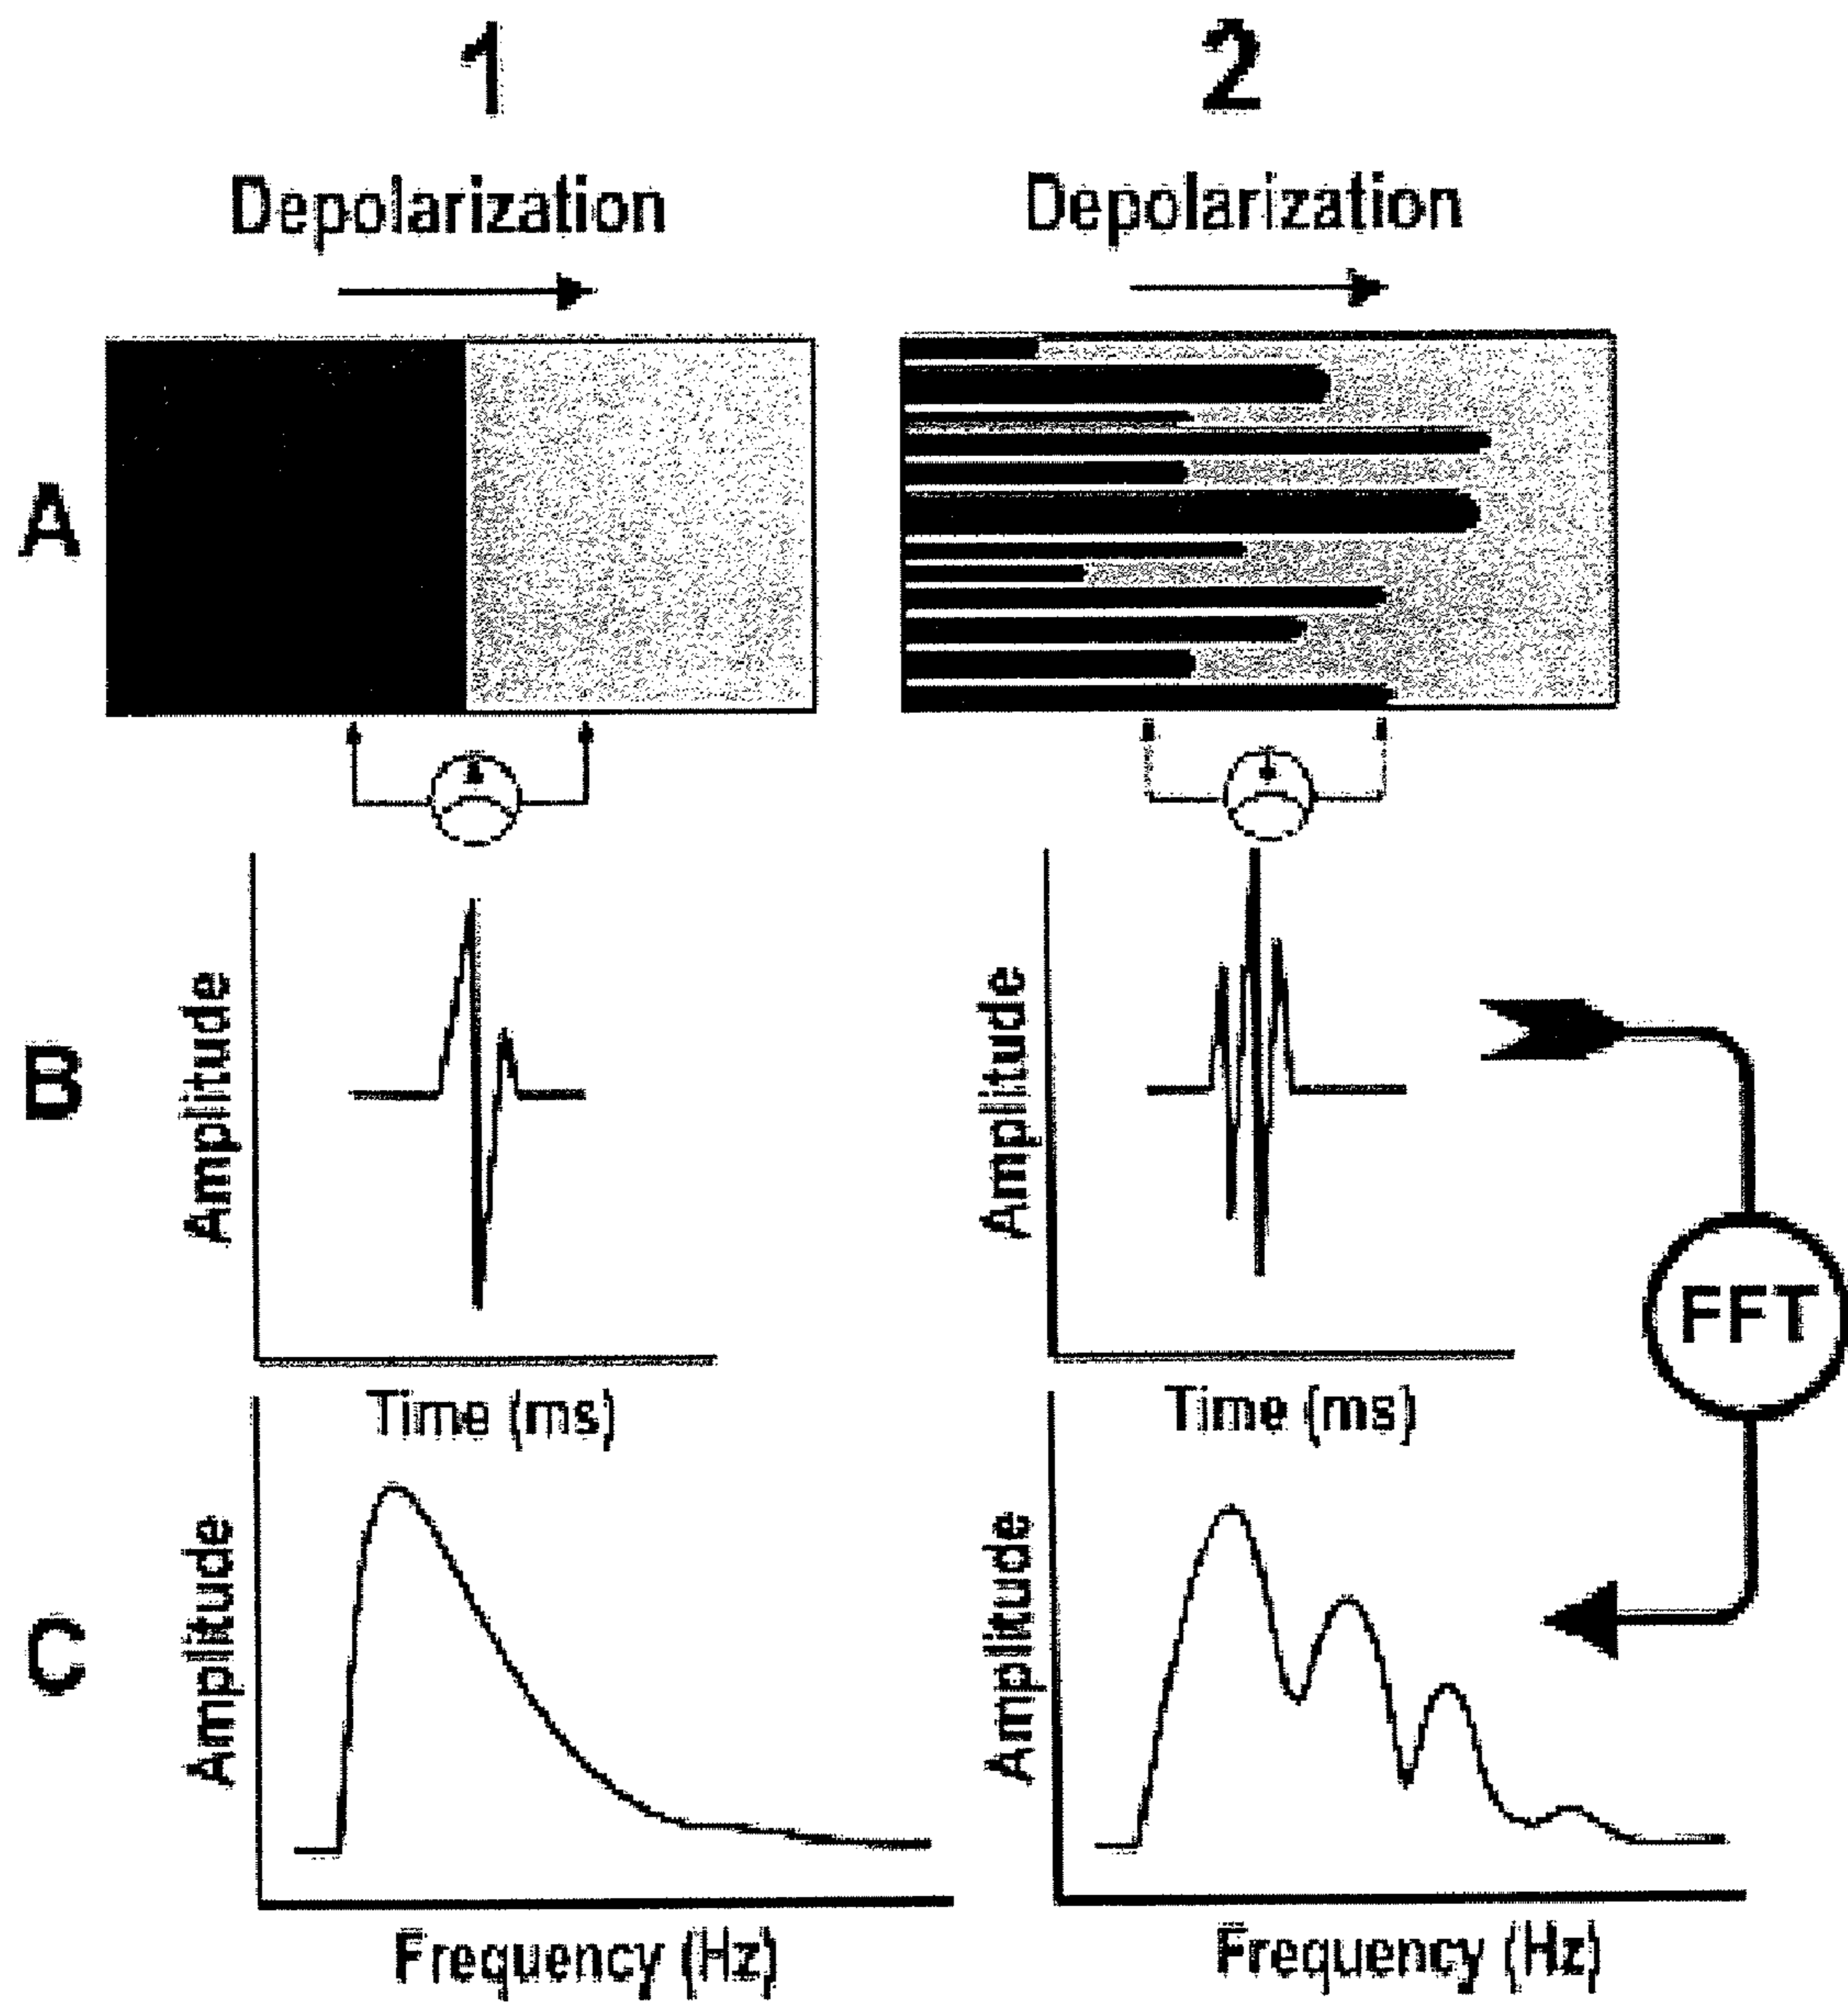 1
2
Depolarization
Depolarization
A
B
Amplitude
Amplitude
FFT
Time (ms)
Time (ms)
C
Amplitude
Amplitude
Frequency (Hz)
Frequency (Hz)